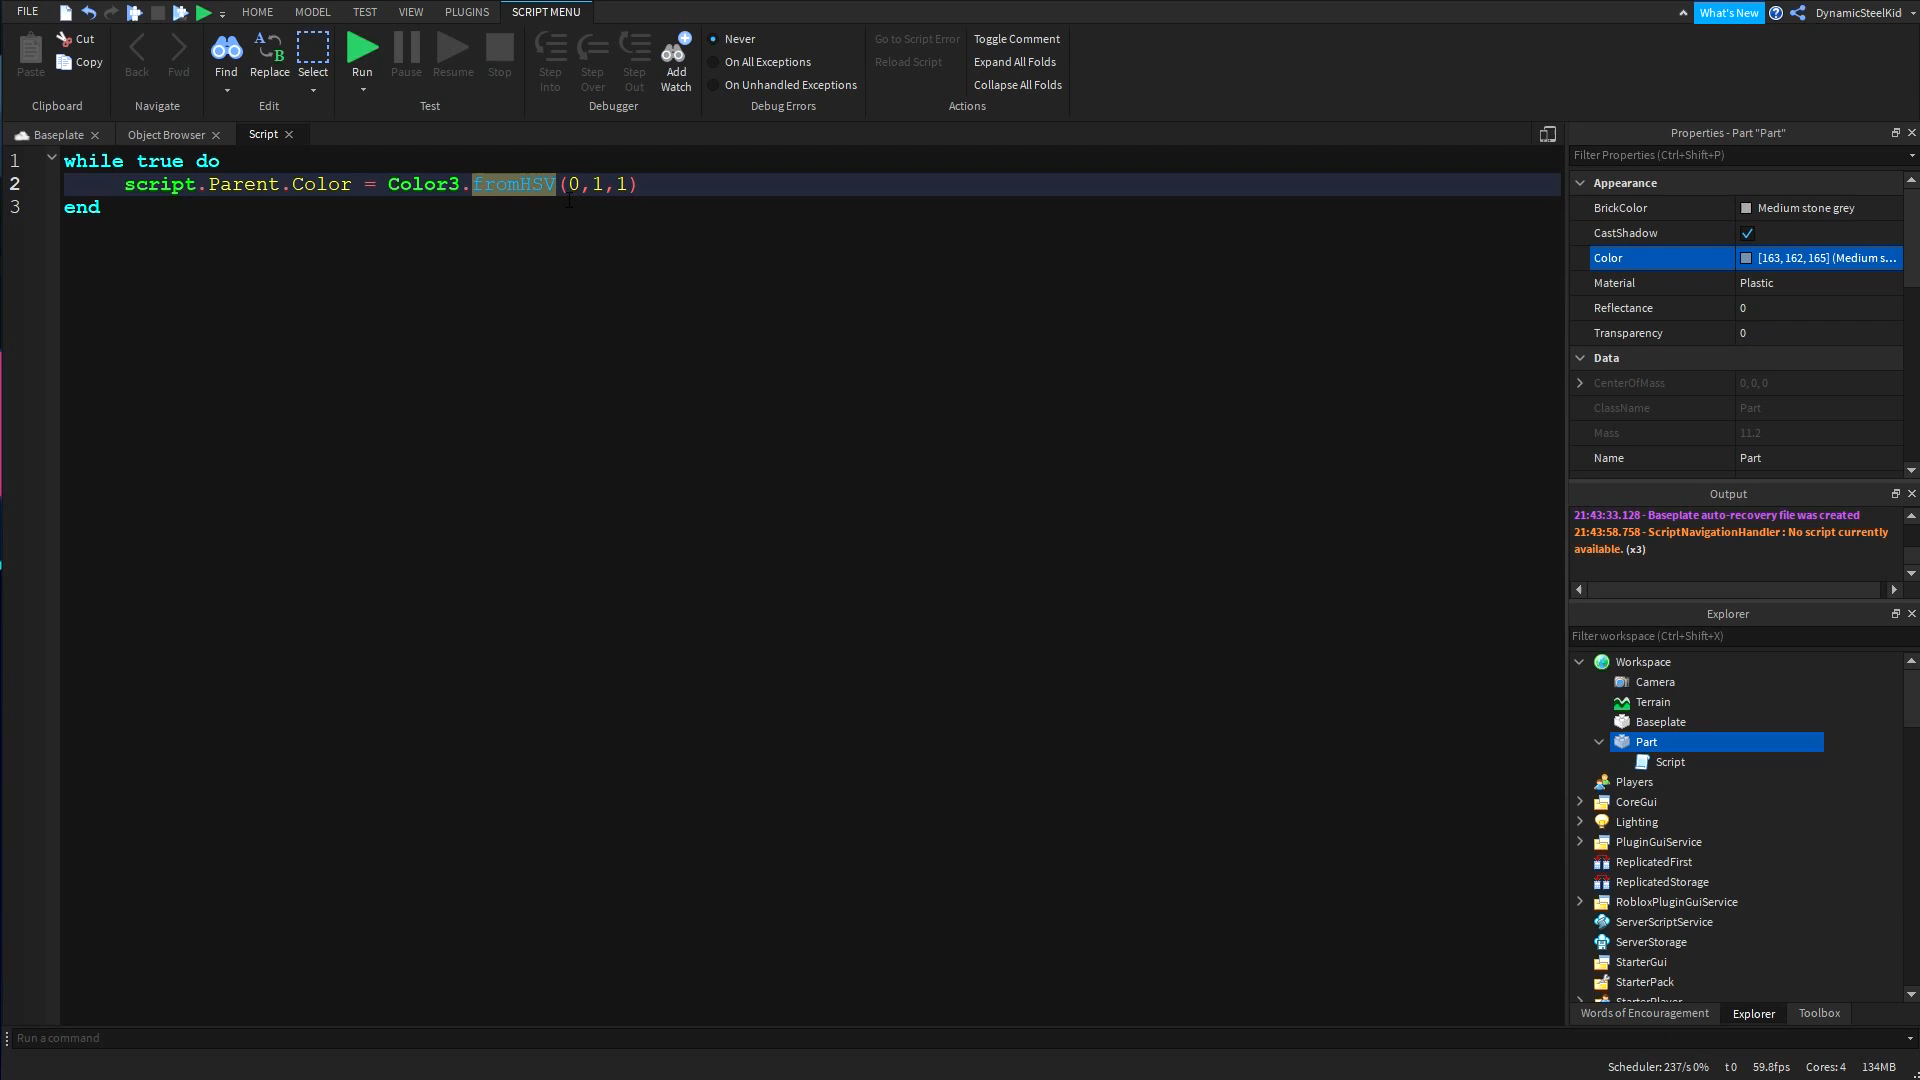 FILE HOME MODEL TEST VIEW PLUGINS SCRIPT MENU What's New DynamicSteelKid
Cut Never Go to Script Error Toggle Comment
Copy On All Exceptions Reload Script Expand All Folds
Paste Back Fwd Find Replace Select Run Pause Resume Stop Step Into Step Over Step Out Add Watch On Unhandled Exceptions Collapse All Folds
Clipboard Navigate Edit Test Debugger Debug Errors Actions
Baseplate Object Browser Script
1 while true do
2 script.Parent.Color = Color3.fromHSV(0,1,1)
3 end
Properties - Part "Part"
Filter Properties (Ctrl+Shift+P)
Appearance
BrickColor Medium stone grey
CastShadow
Color [163, 162, 165] (Medium s...
Material Plastic
Reflectance 0
Transparency 0
Data
CenterOfMass 0, 0, 0
ClassName Part
Mass 11.2
Name Part
Output
21:43:33.128 - Baseplate auto-recovery file was created
21:43:58.758 - ScriptNavigationHandler : No script currently
available. (x3)
Explorer
Filter workspace (Ctrl+Shift+X)
Workspace
Camera
Terrain
Baseplate
Part
Script
Players
CoreGui
Lighting
PluginGuiService
ReplicatedFirst
ReplicatedStorage
RobloxPluginGuiService
ServerScriptService
ServerStorage
StarterGui
StarterPack
StarterPlayer
Words of Encouragement Explorer Toolbox
Run a command
Scheduler: 237/s 0% t 0 59.8fps Cores: 4 134MB